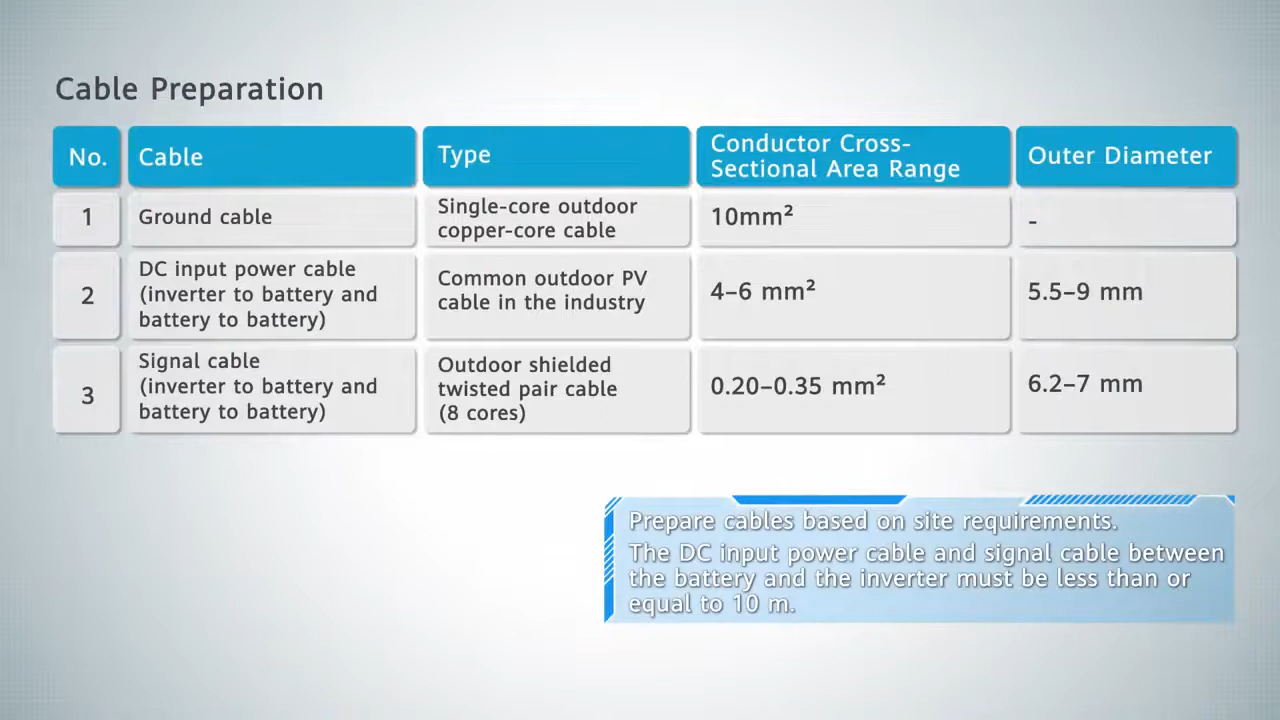 Cable Preparation
No.
Cable
Type
Conductor Cross-
Sectional Area Range
Outer Diameter
1
Ground cable
Single-core outdoor
copper-core cable
10mm²
-
2
DC input power cable
(inverter to battery and
battery to battery)
Common outdoor PV
cable in the industry
4–6 mm²
5.5–9 mm
3
Signal cable
(inverter to battery and
battery to battery)
Outdoor shielded
twisted pair cable
(8 cores)
0.20–0.35 mm²
6.2–7 mm
Prepare cables based on site requirements.
The DC input power cable and signal cable between
the battery and the inverter must be less than or
equal to 10 m.